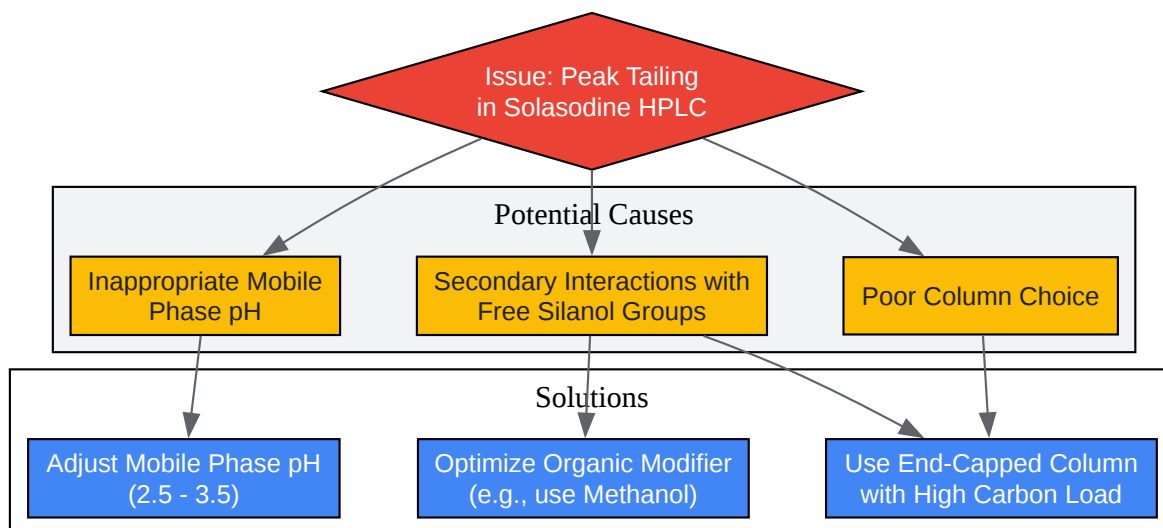 Issue: Peak Tailing
in Solasodine HPLC
Potential Causes
Inappropriate Mobile
Phase pH
Secondary Interactions with
Free Silanol Groups
Poor Column Choice
Solutions
Adjust Mobile Phase pH
(2.5 - 3.5)
Optimize Organic Modifier
(e.g., use Methanol)
Use End-Capped Column
with High Carbon Load